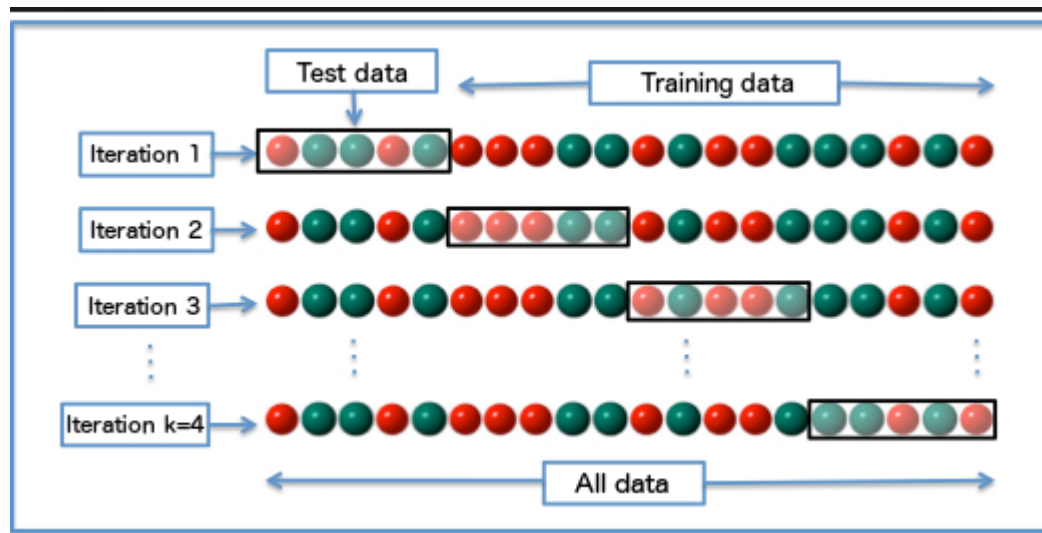 Test data
Training data
Iteration 1
Iteration 2
Iteration 3
Iteration k=4
All data